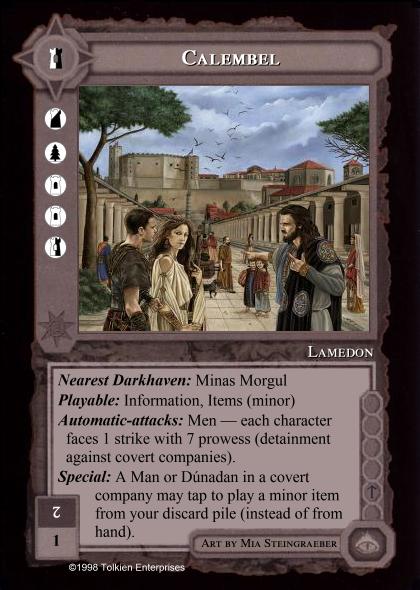 CALEMBEL
LAMEDON
Nearest Darkhaven: Minas Morgul
Playable: Information, Items (minor)
Automatic-attacks: Men — each character
faces 1 strike with 7 prowess (detainment
against covert companies).
Special: A Man or Dúnadan in a covert
company may tap to play a minor item
from your discard pile (instead of from
hand).
2
1
ART BY MIA STEINGRAEBER
©1998 Tolkien Enterprises